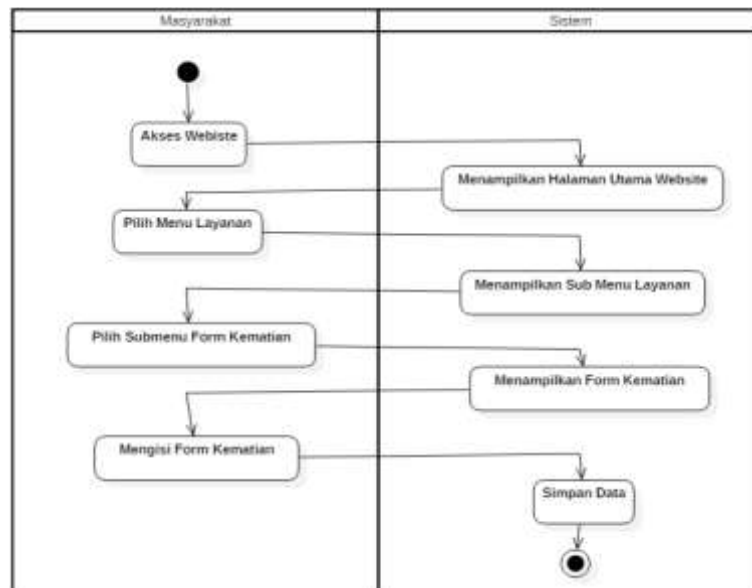 Masyarakat
Sistem
Akses Webiste
Menampilkan Halaman Utama Website
Pilih Menu Layanan
Menampilkan Sub Menu Layanan
Pilih Submenu Form Kematian
Menampilkan Form Kematian
Mengisi Form Kematian
Simpan Data